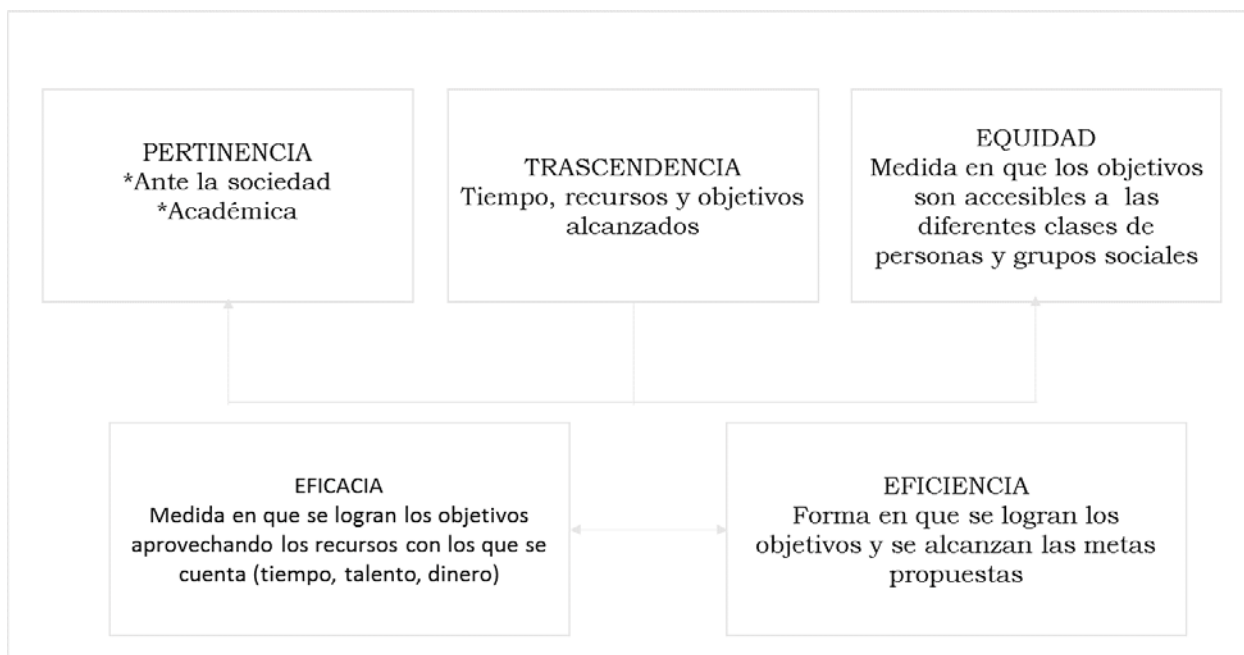 PERTINENCIA
*Ante la sociedad
*Académica
TRASCENDENCIA
Tiempo, recursos y objetivos
alcanzados
EQUIDAD
Medida en que los objetivos
son accesibles a  las
diferentes clases de
personas y grupos sociales
EFICACIA
Medida en que se logran los objetivos
aprovechando los recursos con los que se
cuenta (tiempo, talento, dinero)
EFICIENCIA
Forma en que se logran los
objetivos y se alcanzan las metas
propuestas